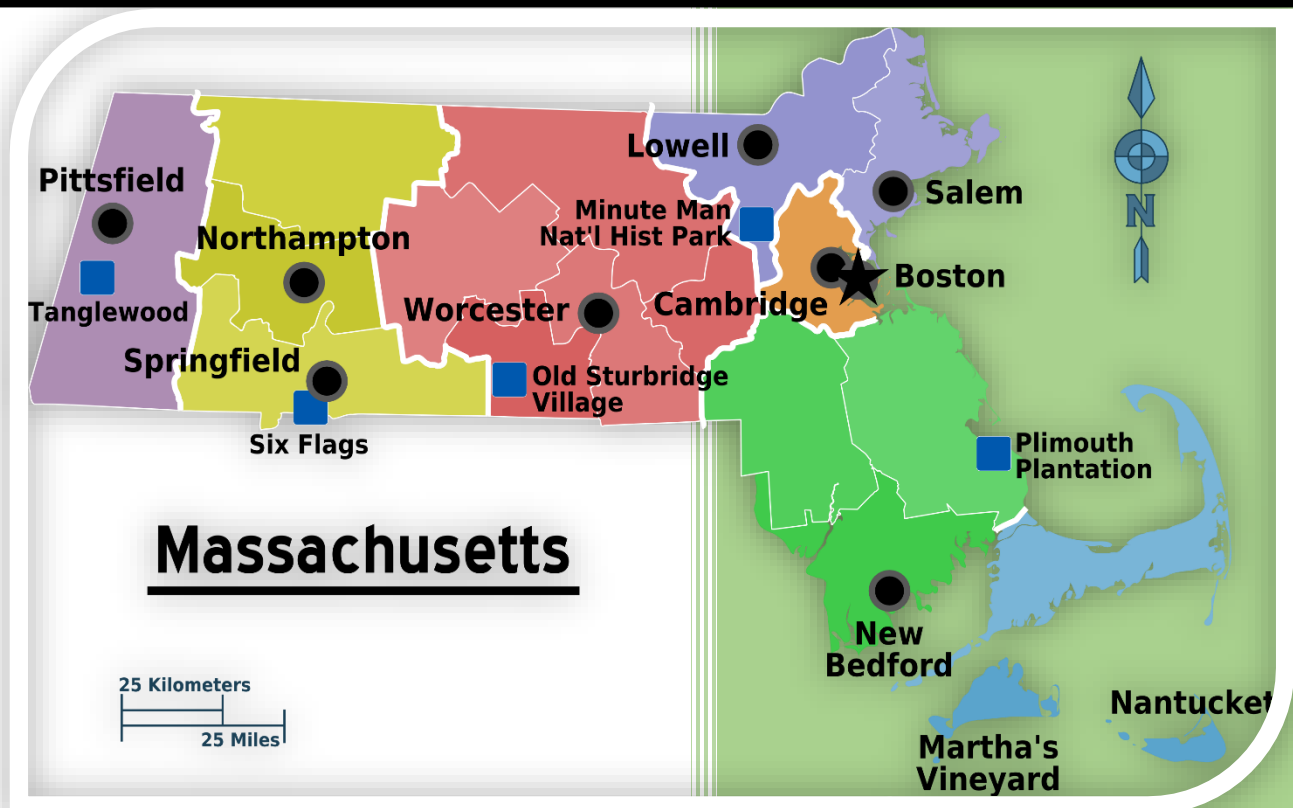 Lowell
Pittsfield
Salem
Minute Man
Nat'l Hist Park
Northampton
Boston
Tanglewood
Worcester
Cambridge
Springfield
Old Sturbridge
Village
Six Flags
Plimouth
Plantation
Massachusetts
New
Bedford
25 Kilometers
25 Miles
Nantucket
Martha's
Vineyard
N